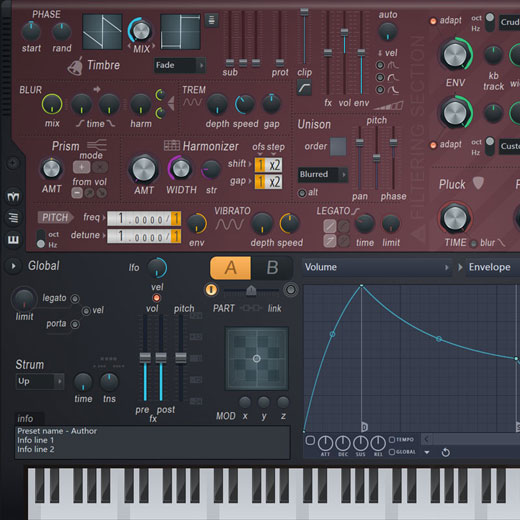 PHASE
start
rand
MIX
Timbre
Fade
sub
prot
clip
fx
vol
env
auto
vel
adapt
oct
Hz
Crud
ENV
kb
track
wi
adapt
oct
Hz
Custo
BLUR
mix
time
harm
TREM
depth
speed
gap
Unison
order
pitch
Blurred
alt
pan
phase
Prism
mode
AMT
from vol
Harmonizer
ofs step
AMT
WIDTH
str
shift
1 x2
gap
1 x2
FILTERING SECTION
Pluck
P
TIME
blur
PITCH
oct
Hz
freq
1.0000/1
detune
1.0000/1
env
VIBRATO
depth
speed
LEGATO
time
limit
Global
lfo
vel
vol
pitch
limit
legato
vel
porta
Strum
Up
time
tns
pre
post
fx
A
B
PART
link
MOD
x
y
z
Volume
Envelope
D
S
ATT
DEC
SUS
REL
TEMPO
GLOBAL
info
Preset name - Author
Info line 1
Info line 2